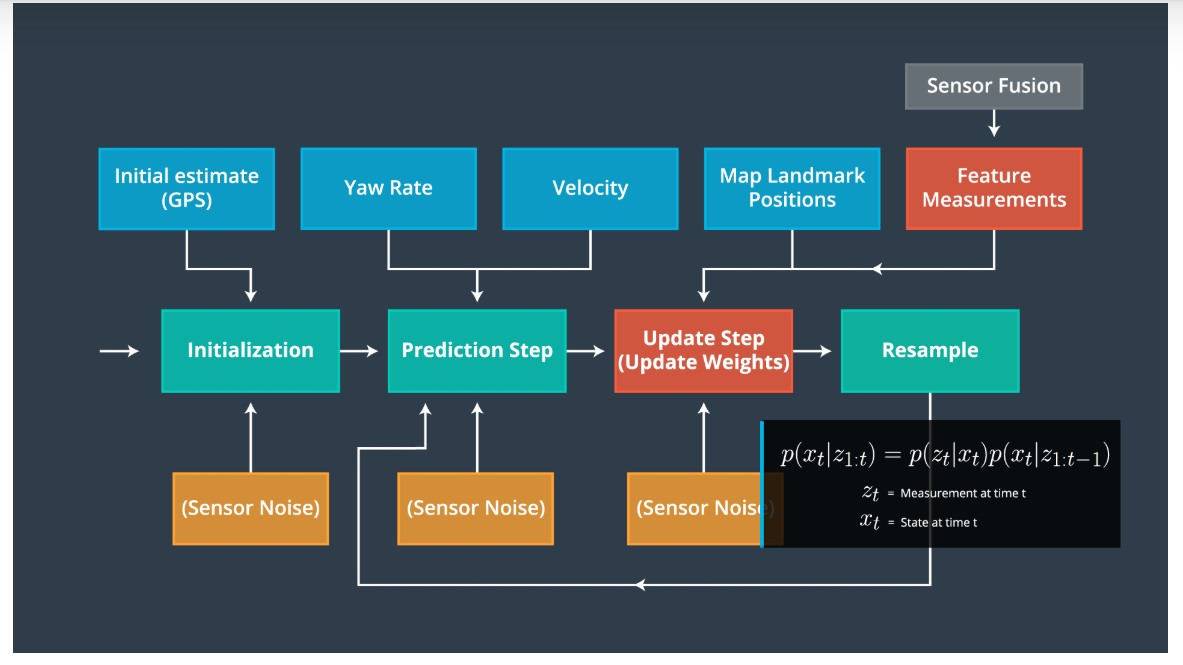 Sensor Fusion
Initial estimate
(GPS)
Yaw Rate
Velocity
Map Landmark
Positions
Feature
Measurements
Initialization
Prediction Step
Update Step
(Update Weights)
Resample
(Sensor Noise)
(Sensor Noise)
(Sensor Noise)
p(x_t|z_{1:t}) = p(z_t|x_t)p(x_t|z_{1:t−1})
z_t = Measurement at time t
x_t = State at time t